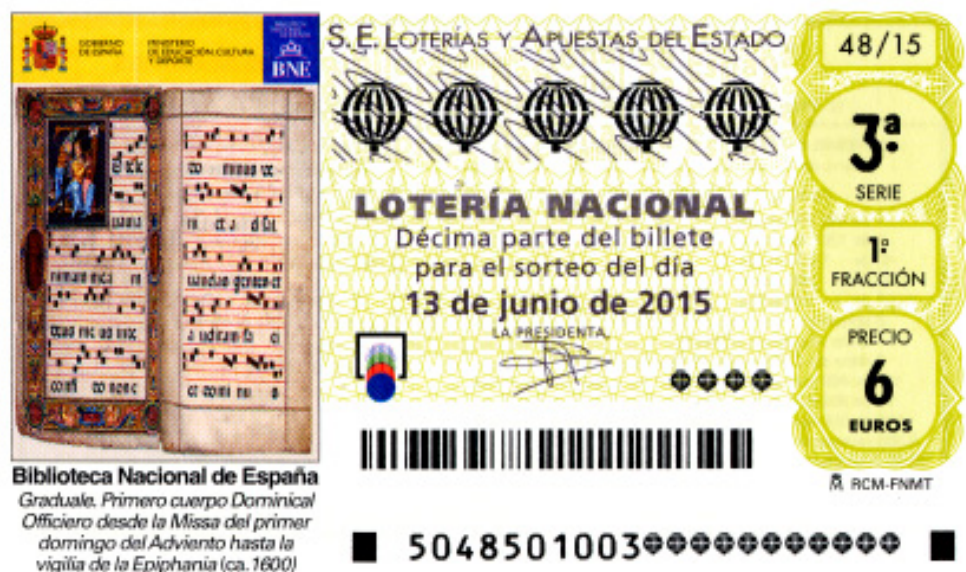 GOBIERNO
DE ESPAÑA
MINISTERIO
DE EDUCACIÓN, CULTURA
Y DEPORTE
BIBLIOTECA
BNE
Biblioteca Nacional de España
Graduale. Primero cuerpo Dominical
Officiero desde la Missa del primer
domingo del Adviento hasta la
vigilia de la Epiphania (ca. 1600)
S. E. LOTERÍAS Y APUESTAS DEL ESTADO
LOTERÍA NACIONAL
Décima parte del billete
para el sorteo del día
13 de junio de 2015
LA PRESIDENTA,
5048501003
48/15
3ª
SERIE
1ª
FRACCIÓN
PRECIO
6
EUROS
RCM-FNMT